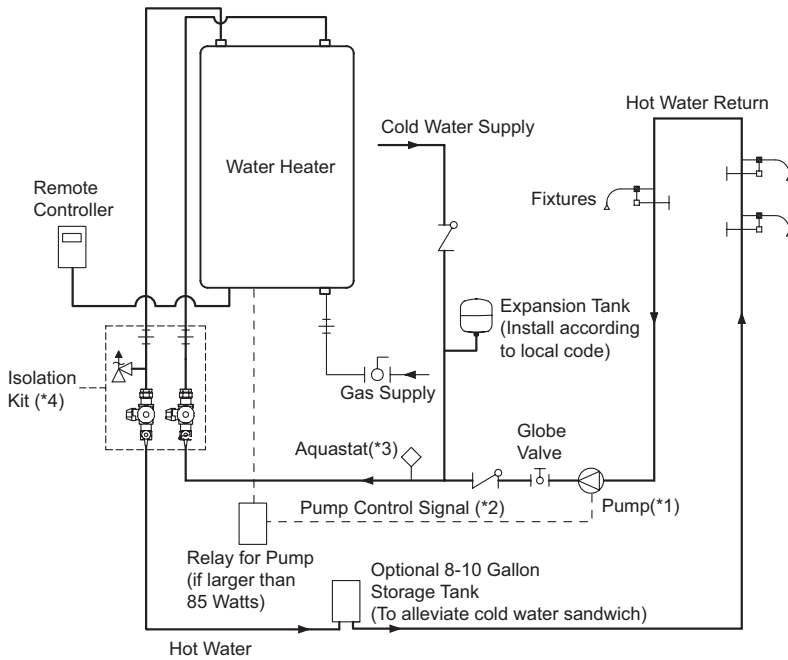 Hot Water Return
Cold Water Supply
Water Heater
Remote
Controller
Fixtures
Expansion Tank
(Install according
to local code)
Isolation
Kit (*4)
Gas Supply
Globe
Valve
Aquastat(*3)
Pump Control Signal (*2)
Pump(*1)
Relay for Pump
(if larger than
85 Watts)
Optional 8-10 Gallon
Storage Tank
(To alleviate cold water sandwich)
Hot Water